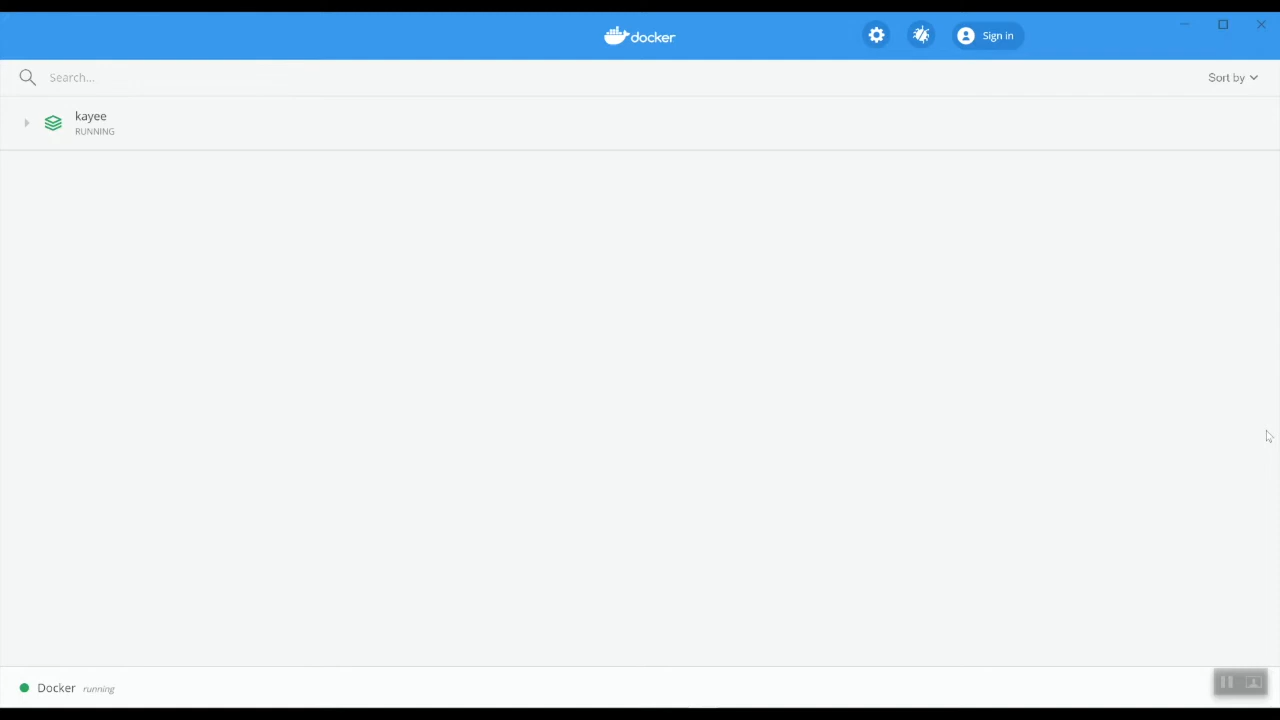 docker
Sign in
Search...
Sort by
kayee
RUNNING
Docker running